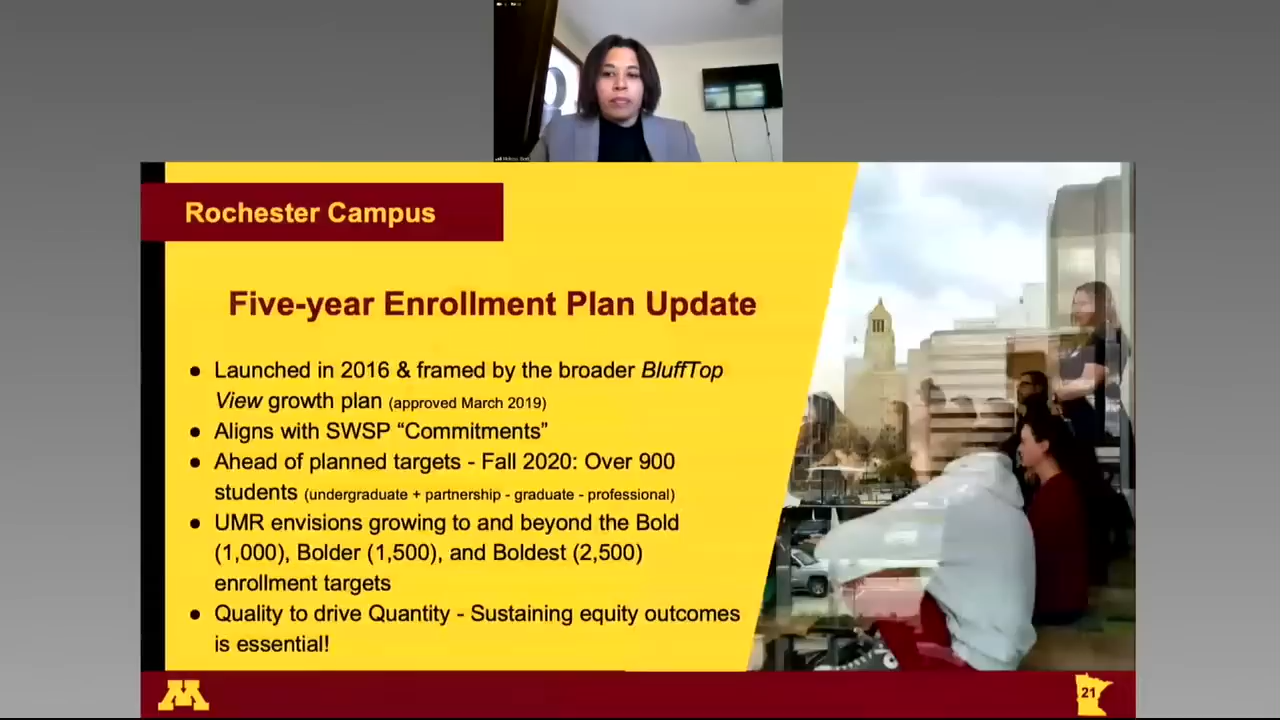 Rochester Campus
Five-year Enrollment Plan Update
● Launched in 2016 & framed by the broader BluffTop
View growth plan (approved March 2019)
● Aligns with SWSP “Commitments”
● Ahead of planned targets - Fall 2020: Over 900
students (undergraduate + partnership - graduate - professional)
● UMR envisions growing to and beyond the Bold
(1,000), Bolder (1,500), and Boldest (2,500)
enrollment targets
● Quality to drive Quantity - Sustaining equity outcomes
is essential!
M
21